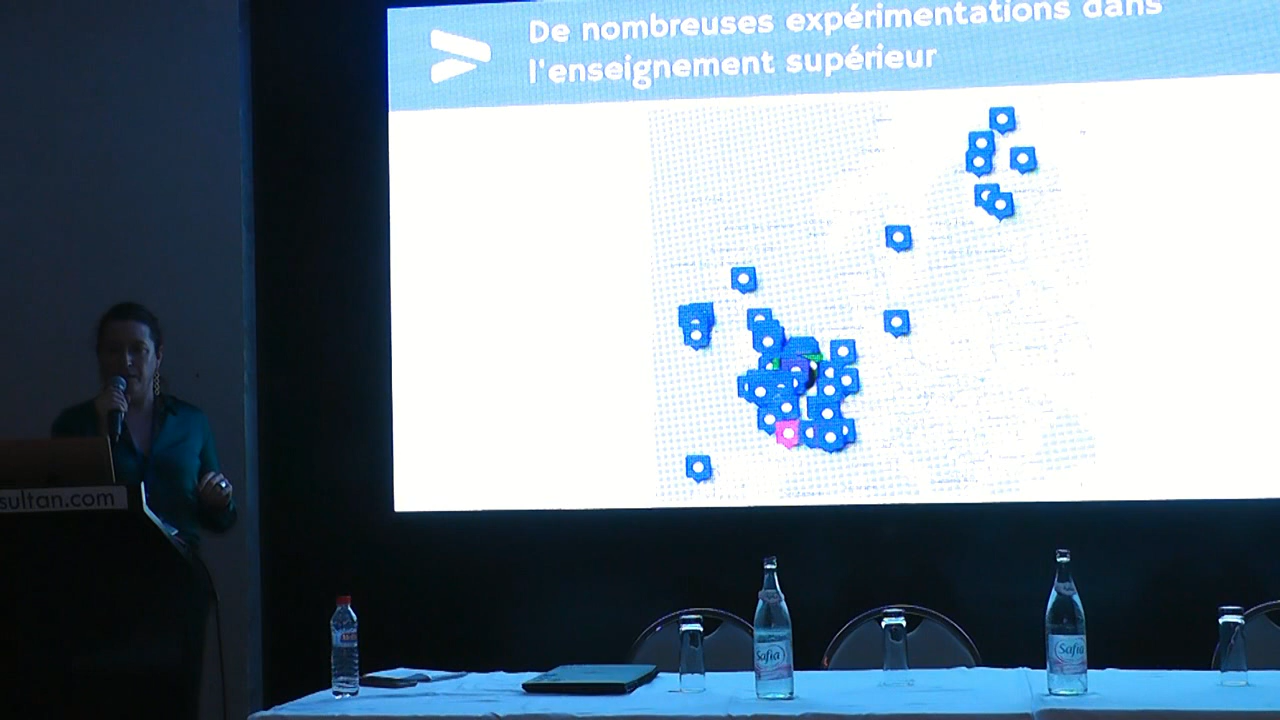 De nombreuses expérimentations dans
l'enseignement supérieur
sultan.com
Safia
Safia